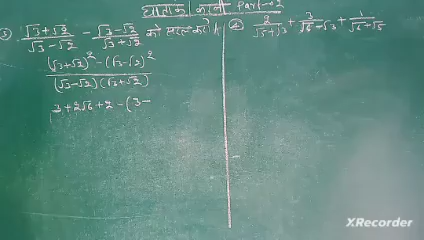 घातांक करणी Part-2
3) (√3+√2)/(√3-√2) - (√3-√2)/(√3+√2) को सरल करो।
((√3+√2)² - (√3-√2)²)/((√3-√2)(√3+√2))
3+2√6+2-(3-
2/(√5+√3) + 3/(√6-√3) + 1/(√6+√5)
XRecorder